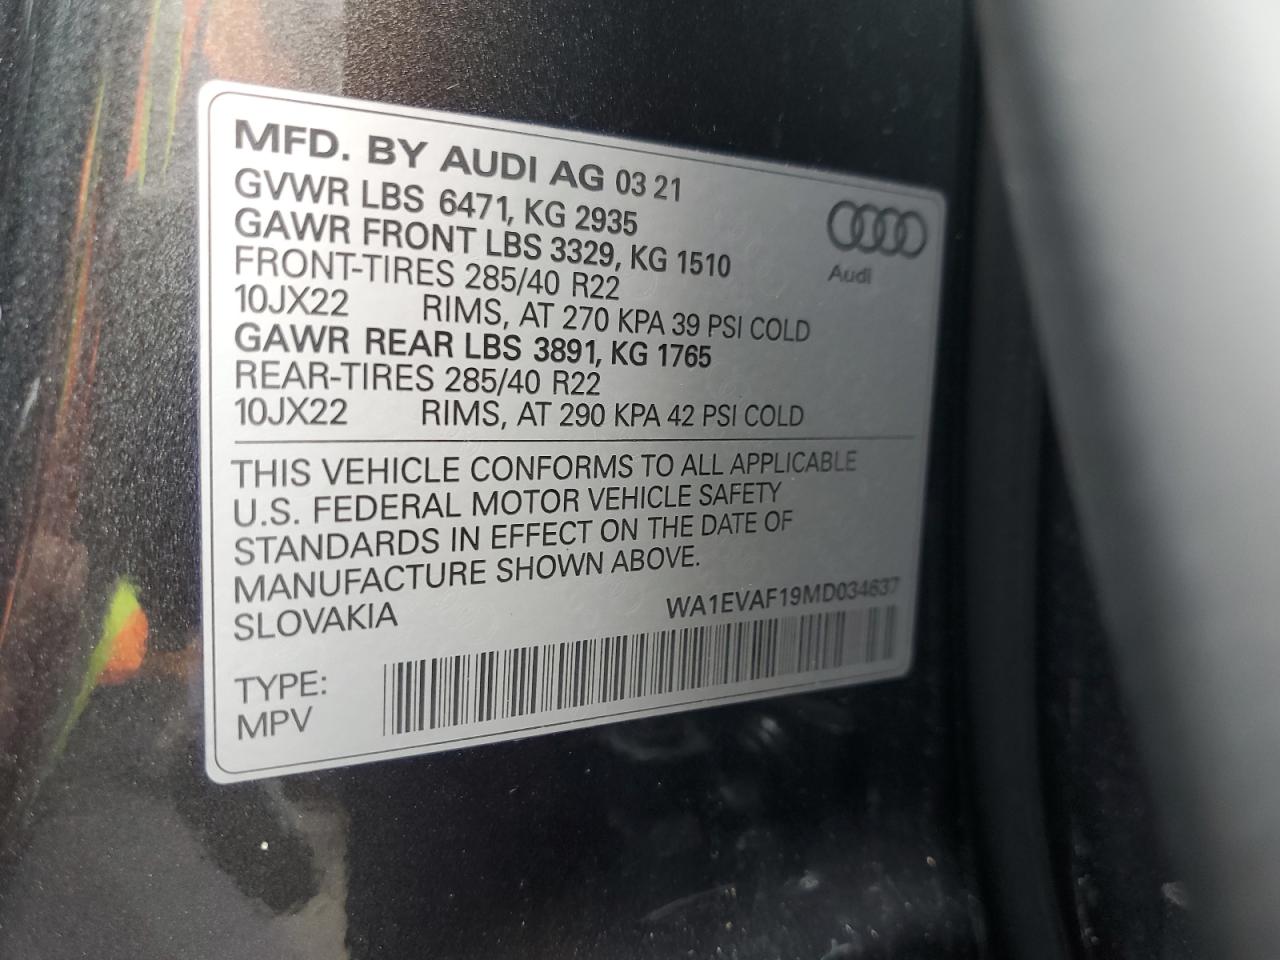 MFD. BY AUDI AG 03 21
GVWR LBS 6471, KG 2935
GAWR FRONT LBS 3329, KG 1510
FRONT-TIRES 285/40 R22
10JX22 RIMS, AT 270 KPA 39 PSI COLD
GAWR REAR LBS 3891, KG 1765
REAR-TIRES 285/40 R22
10JX22 RIMS, AT 290 KPA 42 PSI COLD
Audi
THIS VEHICLE CONFORMS TO ALL APPLICABLE
U.S. FEDERAL MOTOR VEHICLE SAFETY
STANDARDS IN EFFECT ON THE DATE OF
MANUFACTURE SHOWN ABOVE.
SLOVAKIA
WA1EVAF19MD034637
TYPE:
MPV